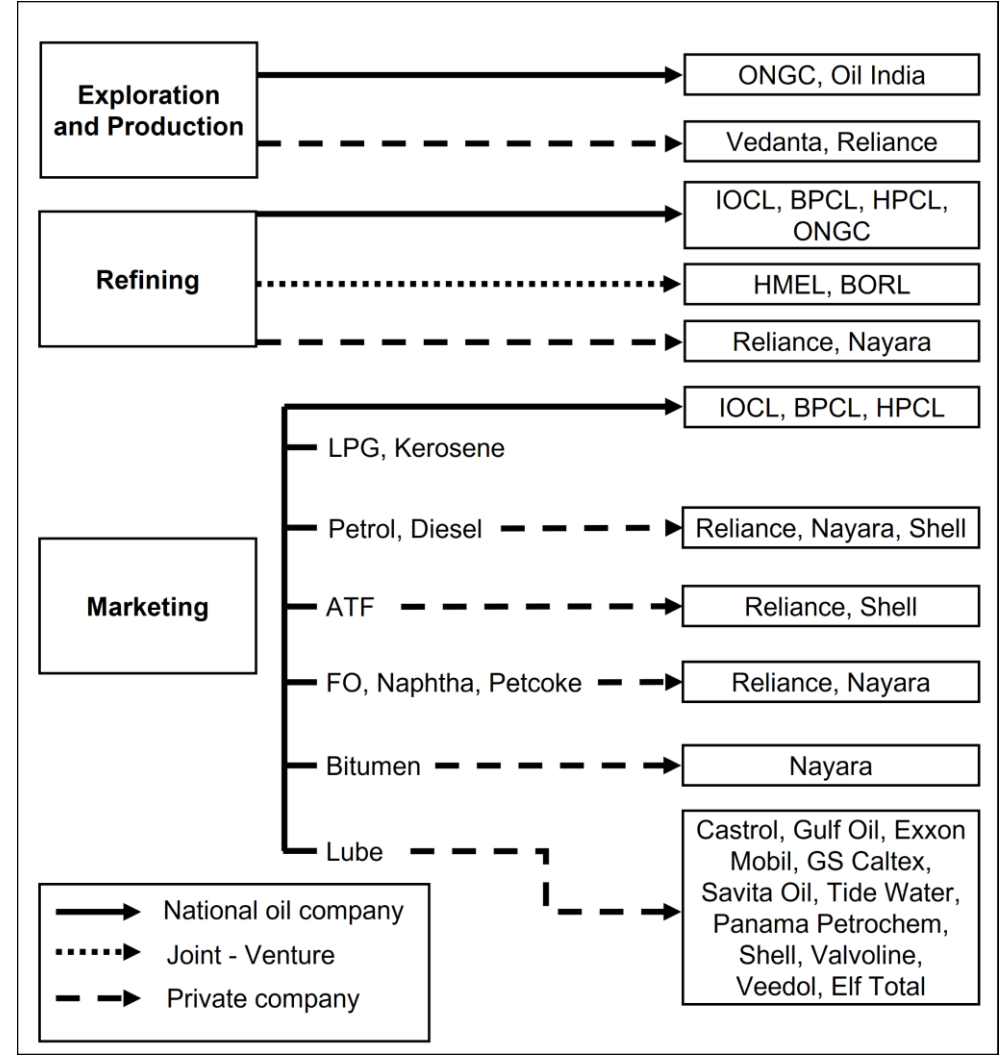 Exploration
and Production
ONGC, Oil India
Vedanta, Reliance
Refining
IOCL, BPCL, HPCL,
ONGC
HMEL, BORL
Reliance, Nayara
Marketing
IOCL, BPCL, HPCL
LPG, Kerosene
Petrol, Diesel
Reliance, Nayara, Shell
ATF
Reliance, Shell
FO, Naphtha, Petcoke
Reliance, Nayara
Bitumen
Nayara
Lube
Castrol, Gulf Oil, Exxon
Mobil, GS Caltex,
Savita Oil, Tide Water,
Panama Petrochem,
Shell, Valvoline,
Veedol, Elf Total
National oil company
Joint - Venture
Private company